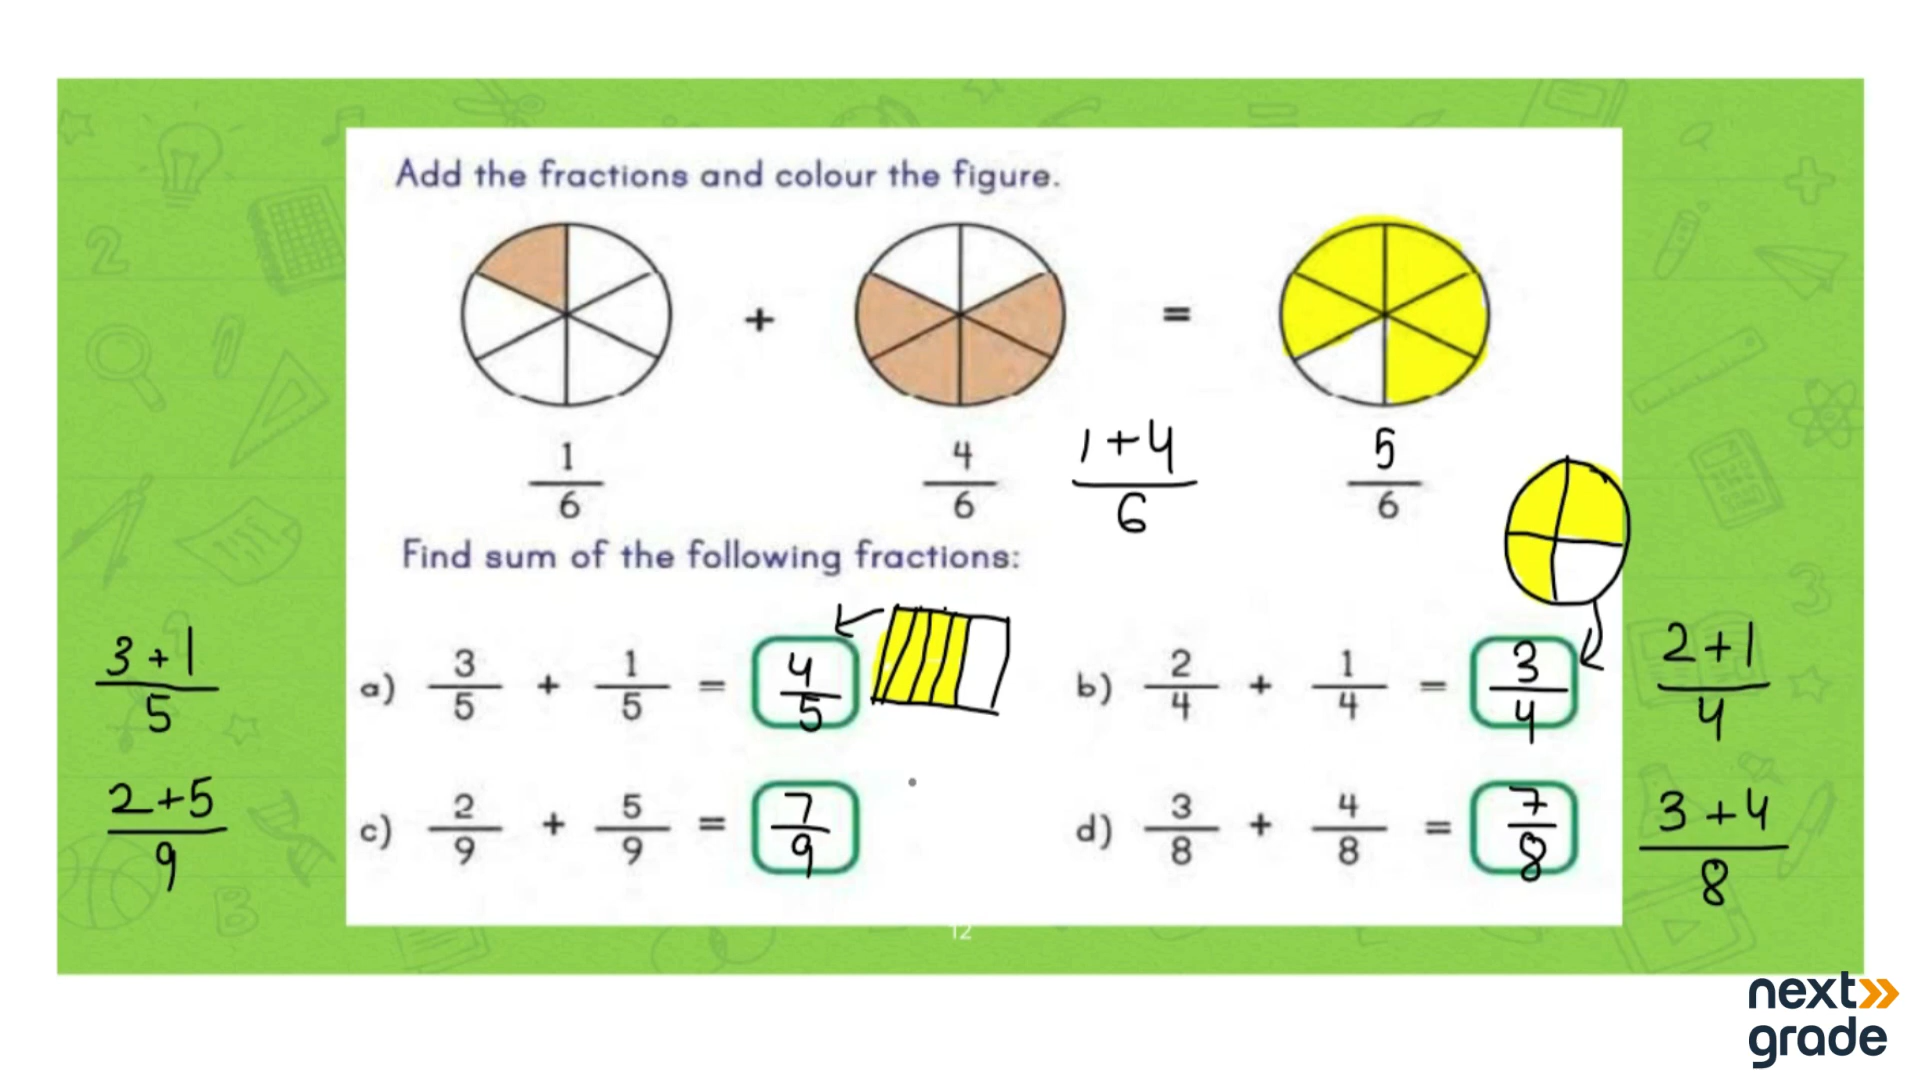 Add the fractions and colour the figure.
+ =
1/6 4/6 1+4/6 5/6
Find sum of the following fractions:
3+1/5 a) 3/5 + 1/5 = 4/5 b) 2/4 + 1/4 = 3/4 2+1/4
2+5/9 c) 2/9 + 5/9 = 7/9 d) 3/8 + 4/8 = 7/8 3+4/8
12
next
grade